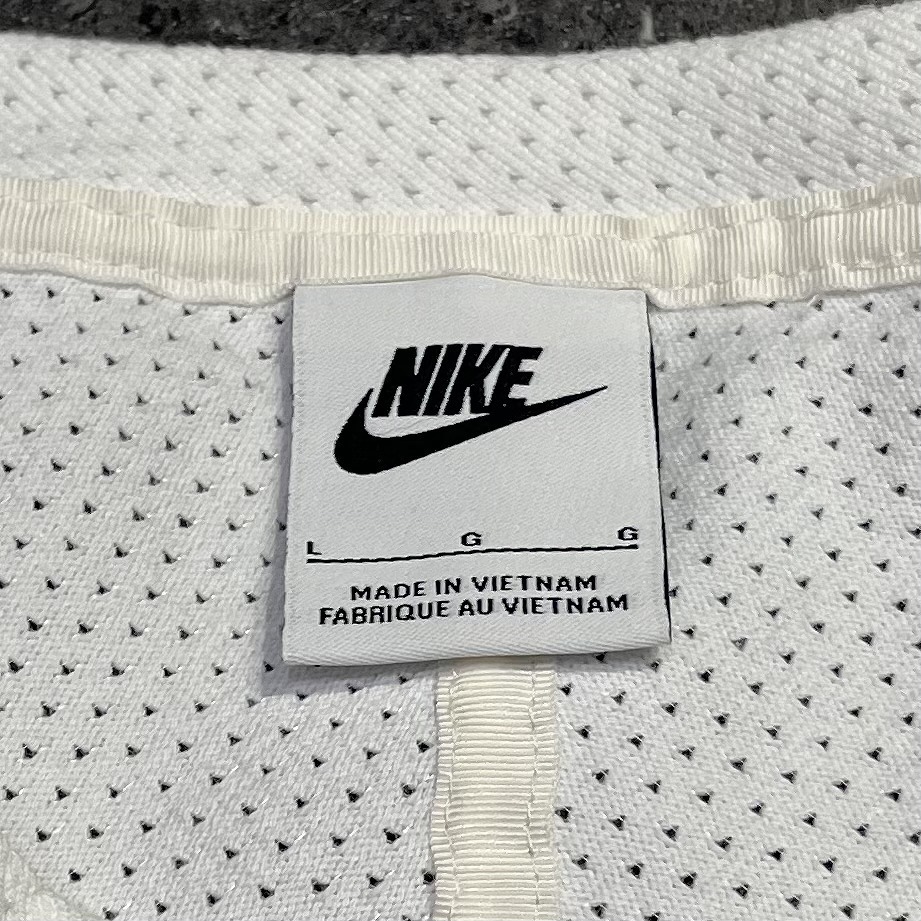 NIKE
L G G
MADE IN VIETNAM
FABRIQUE AU VIETNAM